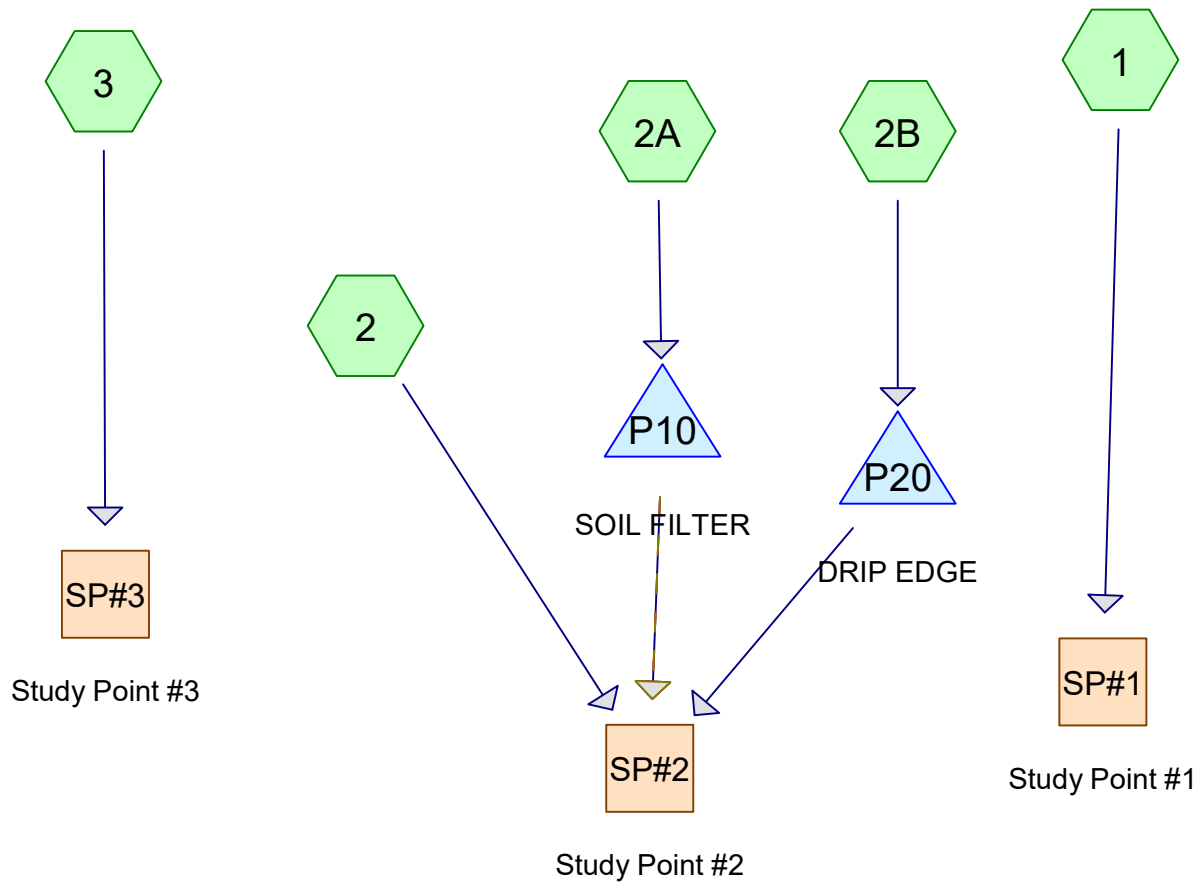 3
1
2A
2B
2
P10
P20
SOIL FILTER
DRIP EDGE
SP#3
SP#1
Study Point #3
SP#2
Study Point #1
Study Point #2